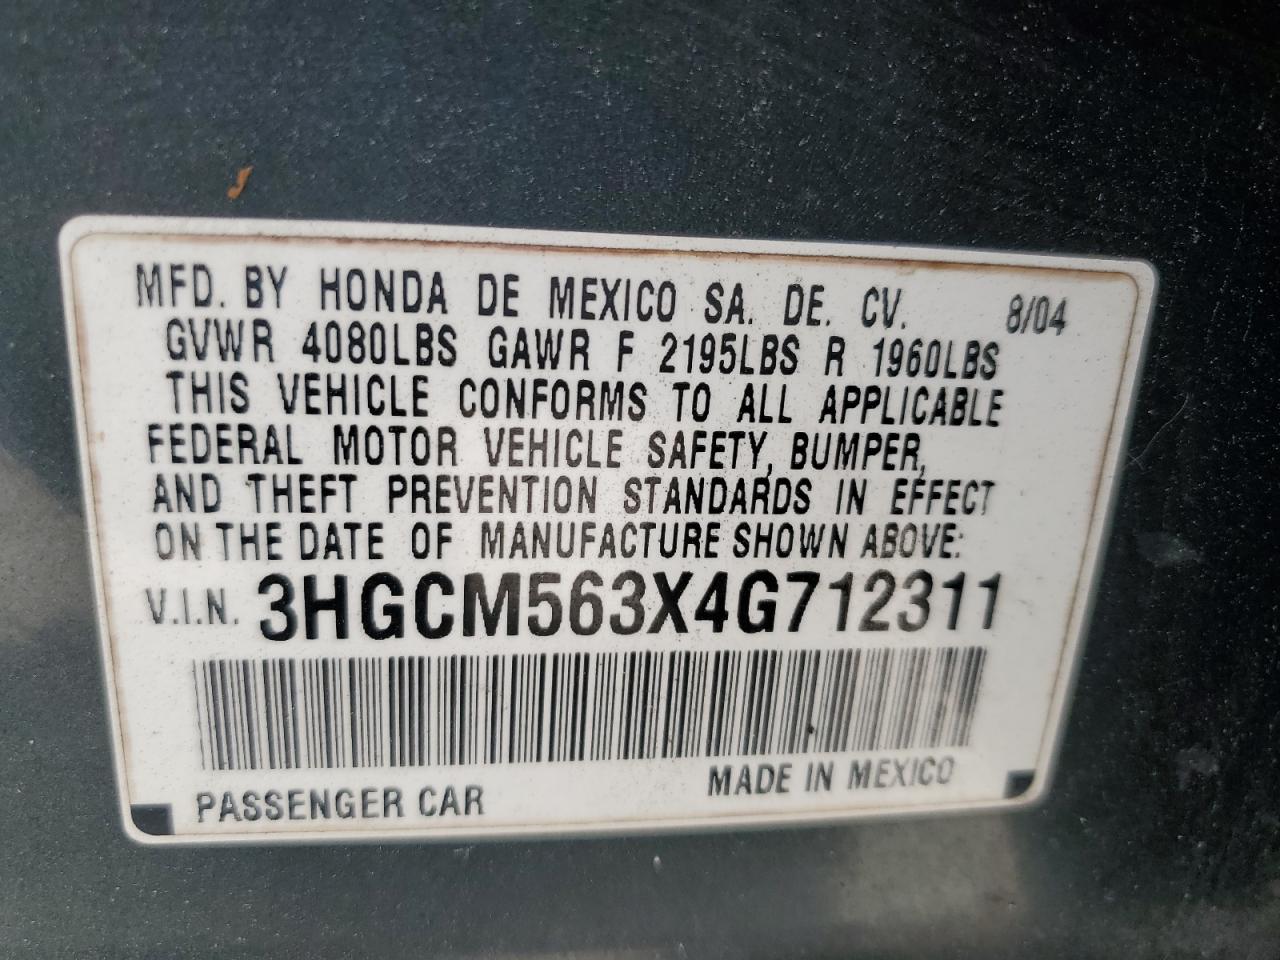 MFD. BY HONDA DE MEXICO SA. DE. CV. 8/04
GVWR 4080LBS GAWR F 2195LBS R 1960LBS
THIS VEHICLE CONFORMS TO ALL APPLICABLE
FEDERAL MOTOR VEHICLE SAFETY, BUMPER,
AND THEFT PREVENTION STANDARDS IN EFFECT
ON THE DATE OF MANUFACTURE SHOWN ABOVE:
V.I.N. 3HGCM563X4G712311
PASSENGER CAR MADE IN MEXICO